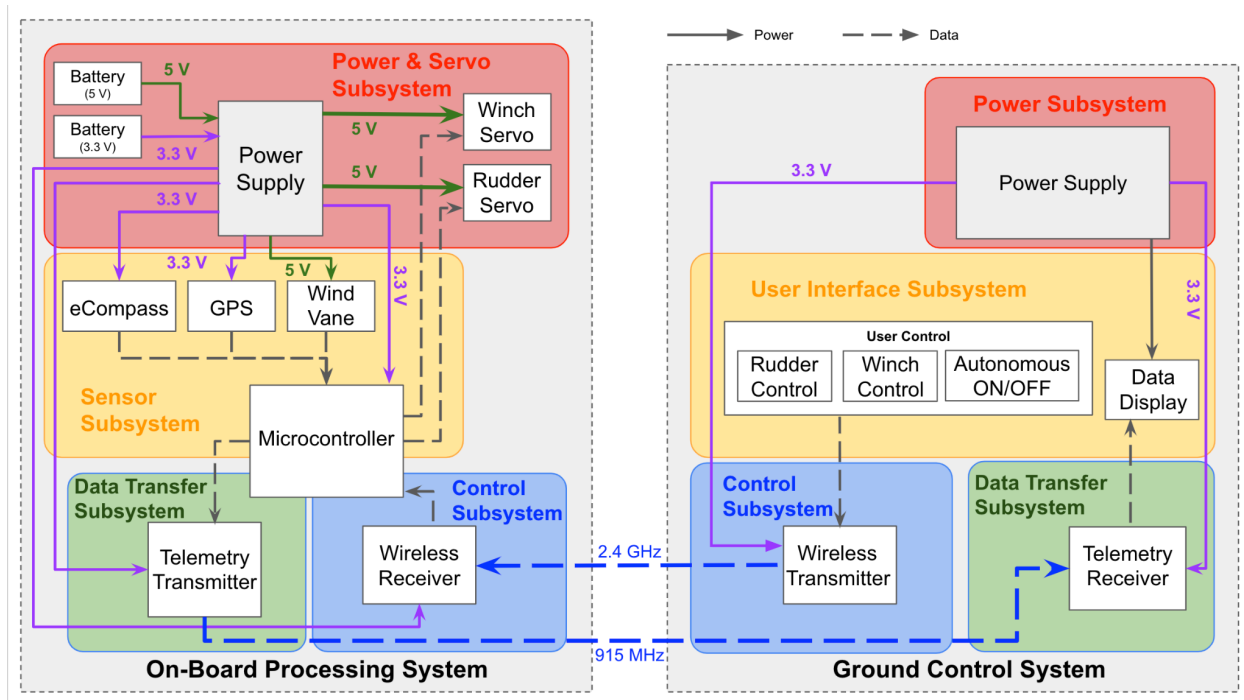 Power
Data
Power & Servo
Subsystem
Battery
(5 V)
5 V
Battery
(3.3 V)
3.3 V
Power
Supply
5 V
Winch
Servo
5 V
Rudder
Servo
3.3 V
3.3 V
5 V
3.3 V
eCompass
GPS
Wind
Vane
Sensor
Subsystem
Microcontroller
Data Transfer
Subsystem
Telemetry
Transmitter
Control
Subsystem
Wireless
Receiver
On-Board Processing System
2.4 GHz
915 MHz
Power Subsystem
Power Supply
3.3 V
3.3 V
User Interface Subsystem
User Control
Rudder
Control
Winch
Control
Autonomous
ON/OFF
Data
Display
Control
Subsystem
Wireless
Transmitter
Data Transfer
Subsystem
Telemetry
Receiver
Ground Control System